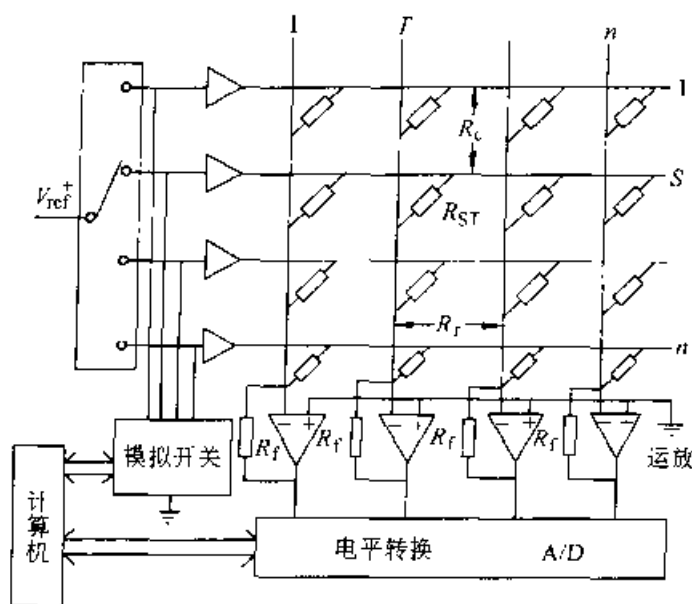 1 T n
1
R_c
S
V_ref^+
R_ST
R_r
n
R_f R_f R_f R_f
- + - + - + - +
运放
模拟开关
计算机
电平转换 A/D